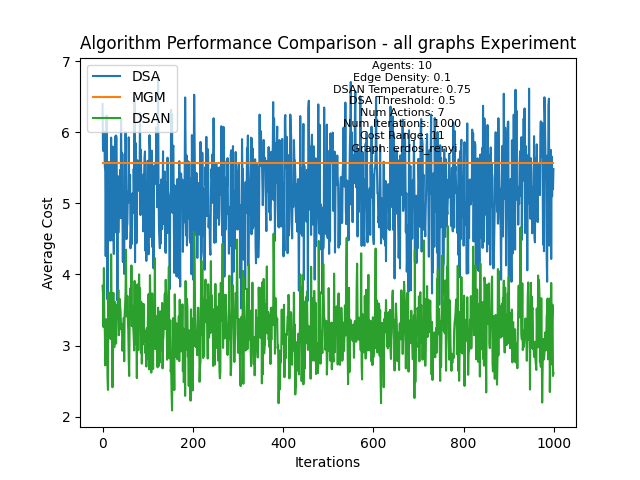 Algorithm Performance Comparison - all graphs Experiment
DSA
MGM
DSAN
Agents: 10
Edge Density: 0.1
DSAN Temperature: 0.75
DSA Threshold: 0.5
Num Actions: 7
Num_Iterations: 1000
Cost Range: 11
Graph: erdos_renyi
7
6
5
4
3
2
Average Cost
0 200 400 600 800 1000
Iterations